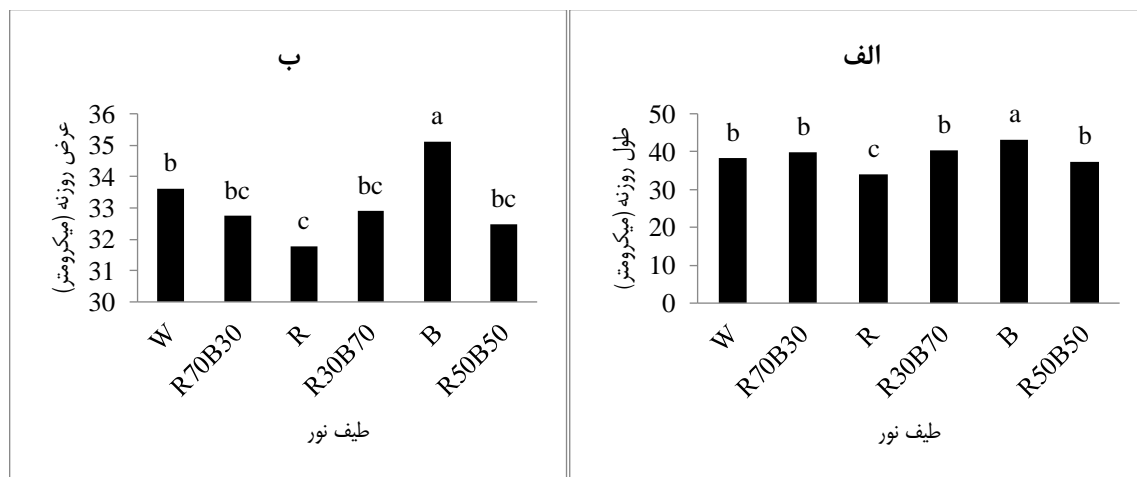 الف
طول روزنه (میکرومتر)
50
40
30
20
10
0
b b c b a b
W R70B30 R R30B70 B R50B50
طیف نور
ب
عرض روزنه (میکرومتر)
36
35
34
33
32
31
30
b bc c bc a bc
W R70B30 R R30B70 B R50B50
طیف نور